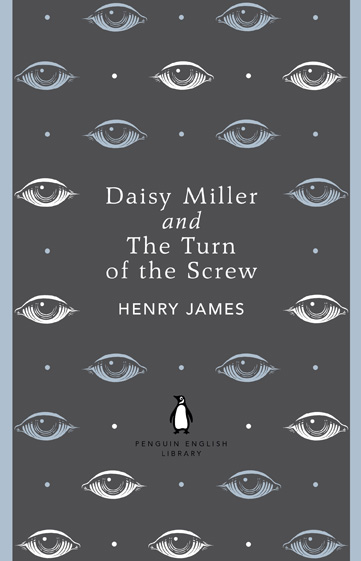 Daisy Miller
and
The Turn
of the Screw
HENRY JAMES
PENGUIN ENGLISH
LIBRARY